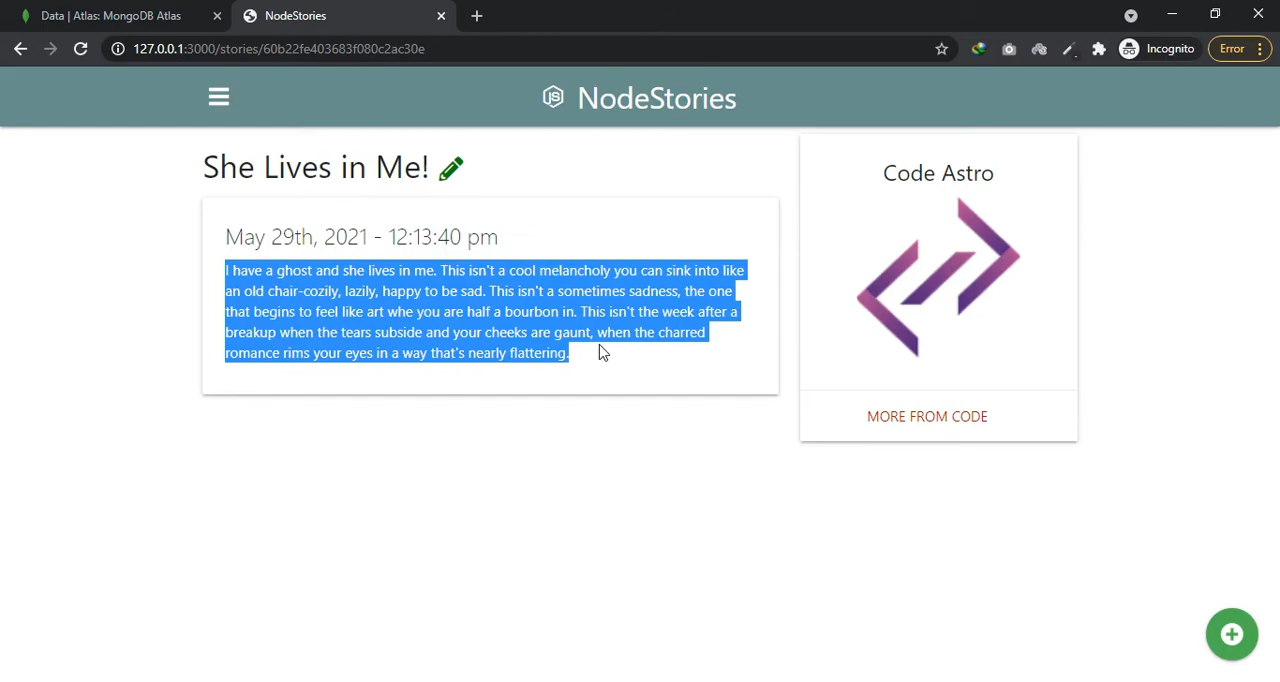 Data | Atlas: MongoDB Atlas
NodeStories
127.0.0.1:3000/stories/60b22fe403683f080c2ac30e
Incognito
Error
JS NodeStories
She Lives in Me!
May 29th, 2021 - 12:13:40 pm
I have a ghost and she lives in me. This isn't a cool melancholy you can sink into like
an old chair-cozily, lazily, happy to be sad. This isn't a sometimes sadness, the one
that begins to feel like art whe you are half a bourbon in. This isn't the week after a
breakup when the tears subside and your cheeks are gaunt, when the charred
romance rims your eyes in a way that's nearly flattering.
Code Astro
MORE FROM CODE